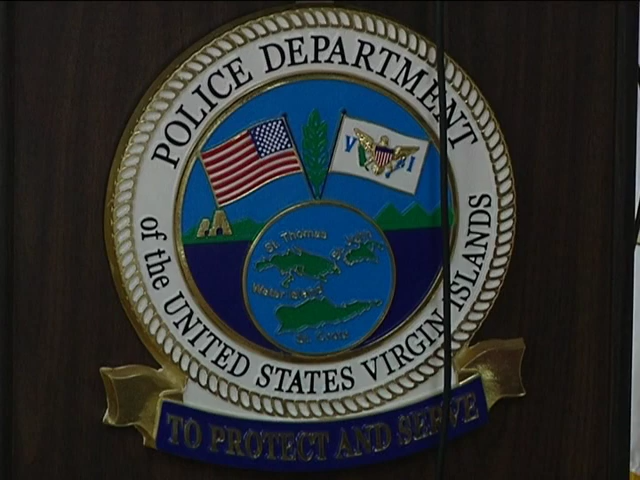 POLICE DEPARTMENT
of the UNITED STATES VIRGIN ISLANDS
V I
St. Thomas
St. John
Water Island
St. Croix
TO PROTECT AND SERVE